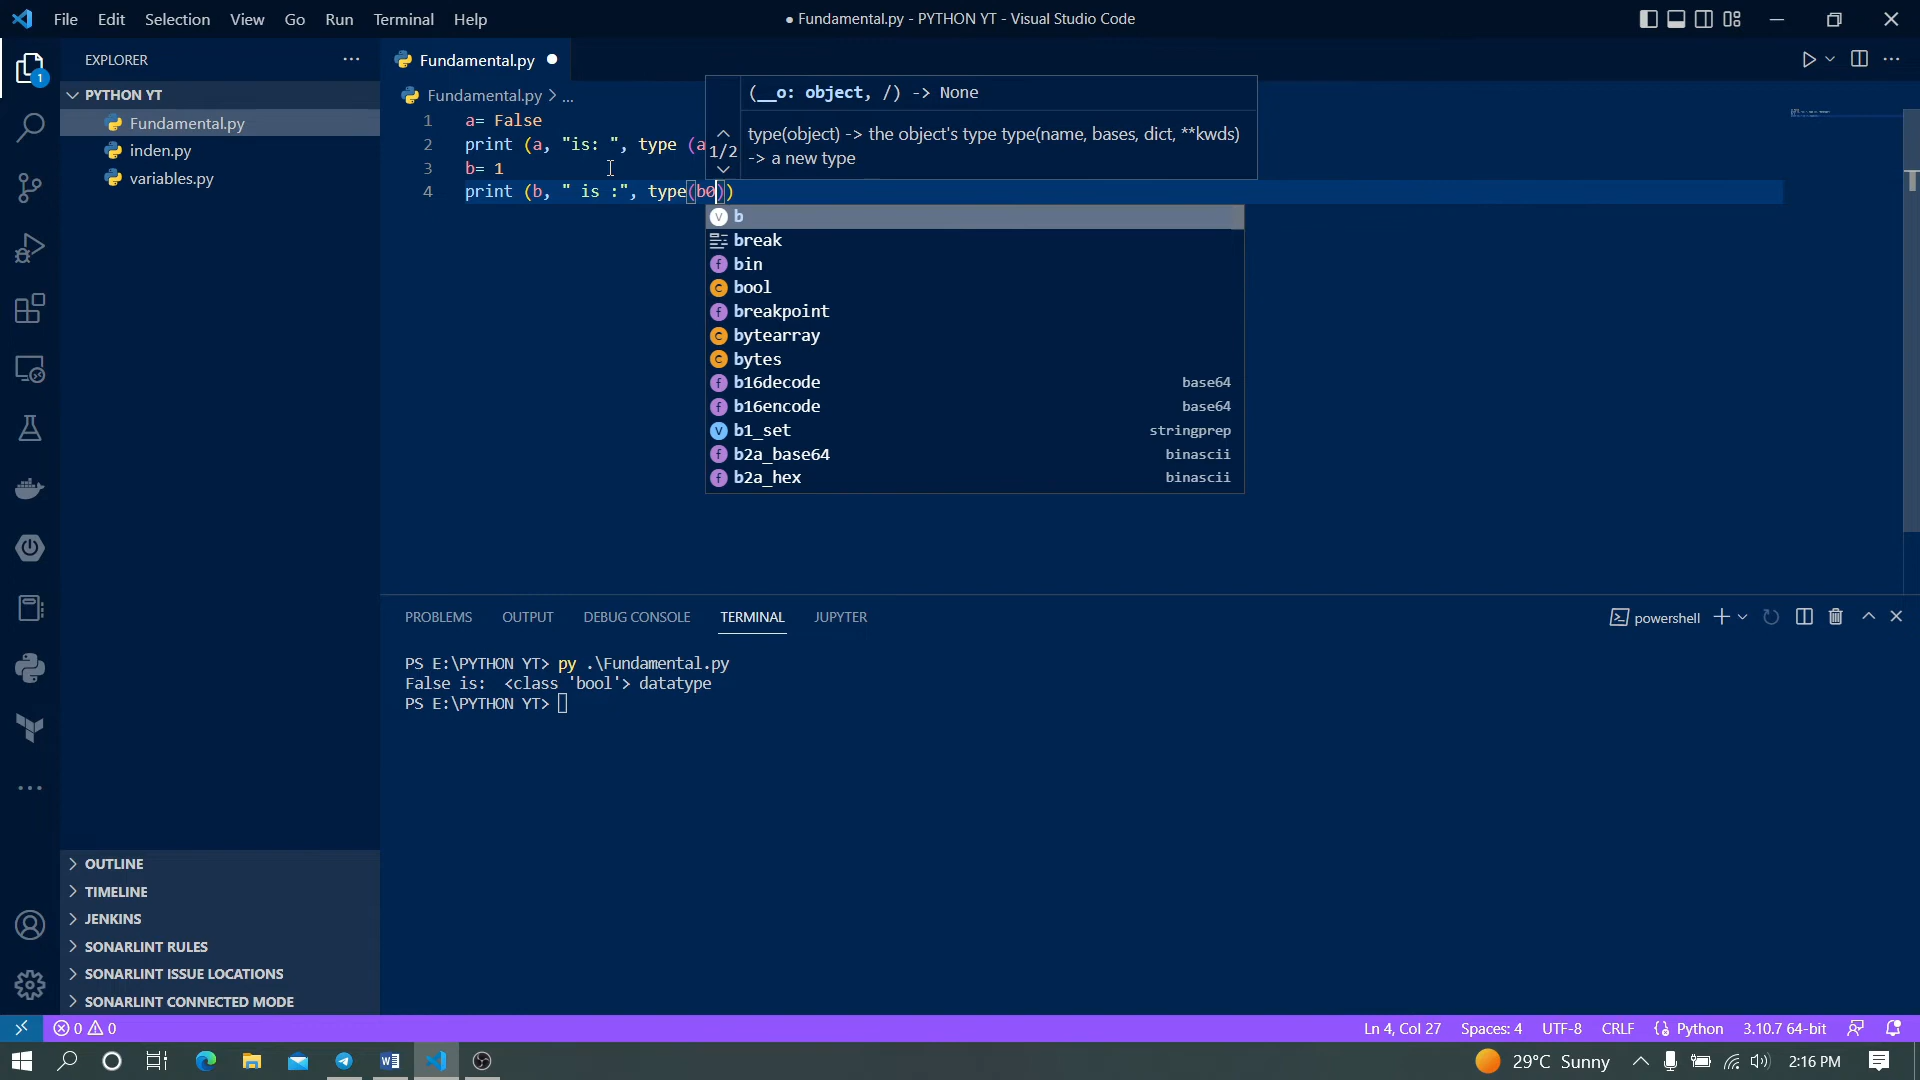 File Edit Selection View Go Run Terminal Help
● Fundamental.py - PYTHON YT - Visual Studio Code
EXPLORER
1
PYTHON YT
Fundamental.py
inden.py
variables.py
Fundamental.py
Fundamental.py > ...
1 a= False
2 print (a, "is: ", type (a
3 b= 1
4 print (b, " is :", type(b0))
(__o: object, /) -> None
1/2
type(object) -> the object's type type(name, bases, dict, **kwds)
-> a new type
b
break
bin
bool
breakpoint
bytearray
bytes
b16decode base64
b16encode base64
b1_set stringprep
b2a_base64 binascii
b2a_hex binascii
PROBLEMS OUTPUT DEBUG CONSOLE TERMINAL JUPYTER
powershell
PS E:\PYTHON YT> py .\Fundamental.py
False is:  <class 'bool'> datatype
PS E:\PYTHON YT>
OUTLINE
TIMELINE
JENKINS
SONARLINT RULES
SONARLINT ISSUE LOCATIONS
SONARLINT CONNECTED MODE
0 0
Ln 4, Col 27 Spaces: 4 UTF-8 CRLF Python 3.10.7 64-bit
29°C Sunny
2:16 PM